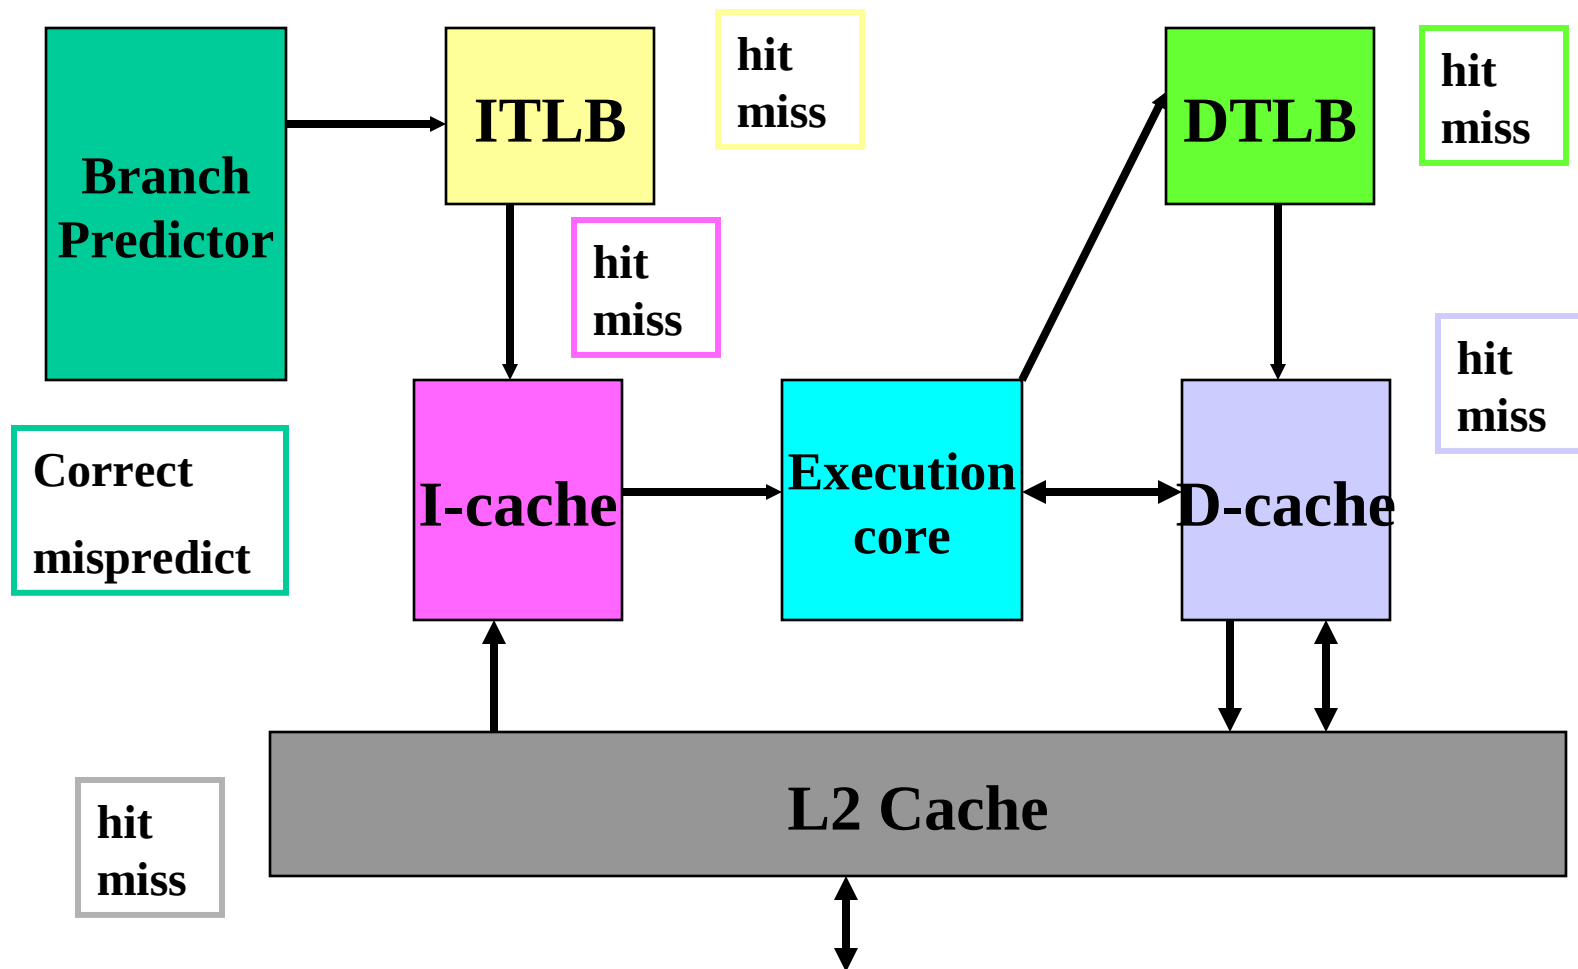 Branch
Predictor
ITLB
hit
miss
DTLB
hit
miss
hit
miss
hit
miss
Correct
mispredict
I-cache
Execution
core
D-cache
L2 Cache
hit
miss